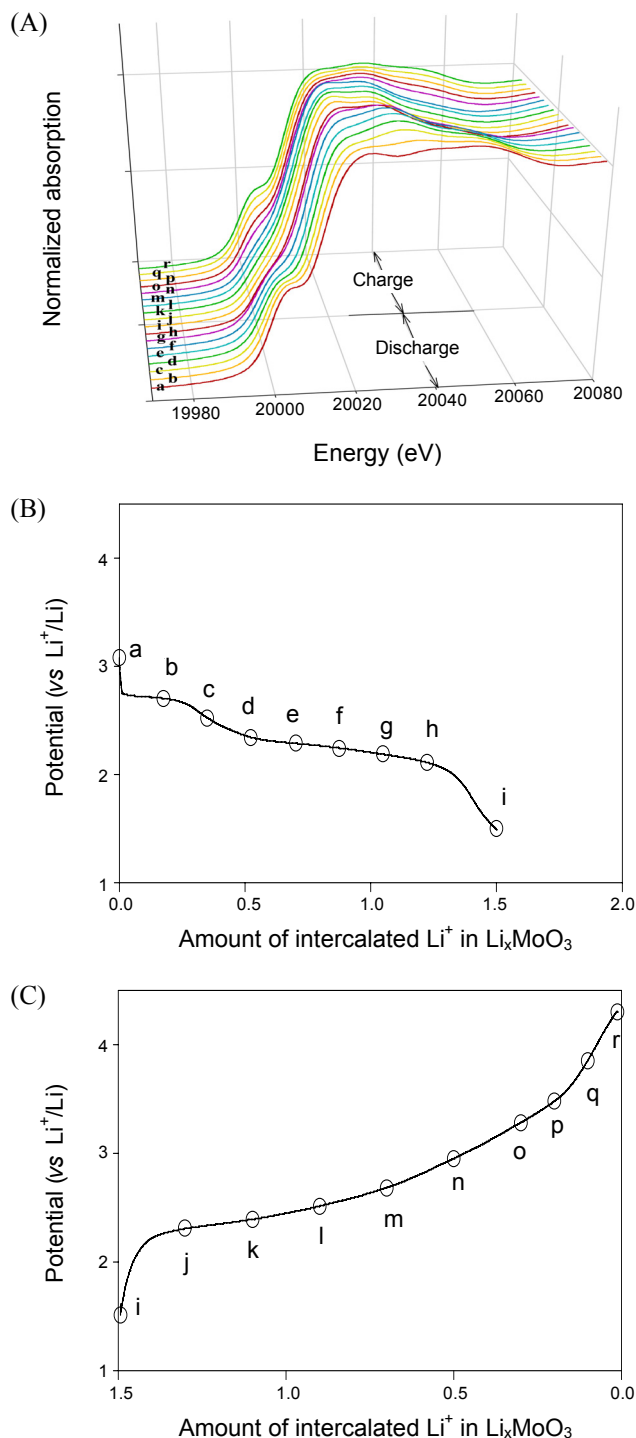 (A)
Normalized absorption
r
q
p
o
n
m
l
k
j
i
h
g
f
e
d
c
b
a
Charge
Discharge
19980
20000
20020
20040
20060
20080
Energy (eV)
(B)
Potential (vs Li⁺/Li)
4
3
2
1
a
b
c
d
e
f
g
h
i
0.0 0.5 1.0 1.5 2.0
Amount of intercalated Li⁺ in LiₓMoO₃
(C)
Potential (vs Li⁺/Li)
4
3
2
1
i
j
k
l
m
n
o
p
q
r
1.5 1.0 0.5 0.0
Amount of intercalated Li⁺ in LiₓMoO₃